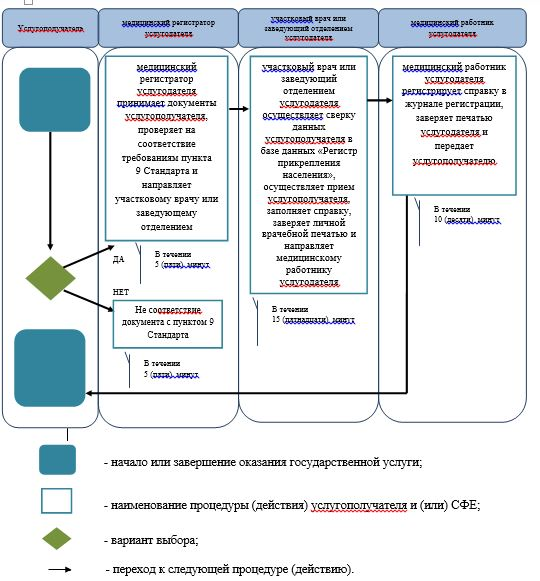 Услугополучатель
медицинский регистратор
услугодателя
участковый врач или
заведующий отделением
услугодателя
медицинский работник
услугодателя
медицинский
регистратор
услугодателя
принимает документы
услугополучателя,
проверяет на
соответствие
требованиям пункта
9 Стандарта и
направляет
участковому врачу или
заведующему
отделением
участковый врач или
заведующий
отделением
услугодателя
осуществляет сверку
данных
услугополучателя в
базе данных «Регистр
прикрепления
населения»,
осуществляет прием
услугополучателя,
заполняет справку,
заверяет личной
врачебной печатью и
направляет
медицинскому
работнику
услугодателя
медицинский работник
услугодателя
регистрирует справку в
журнале регистрации,
заверяет печатью
услугодателя и
передает
услугополучателю
В течении
10 (десяти) минут
ДА
В течении
5 (пяти) минут
НЕТ
Не соответствие
документа с пунктом 9
Стандарта
В течении
15 (пятнадцати) минут
В течении
5 (пяти) минут
- начало или завершение оказания государственной услуги;
- наименование процедуры (действия) услугополучателя и (или) СФЕ;
- вариант выбора;
- переход к следующей процедуре (действию).